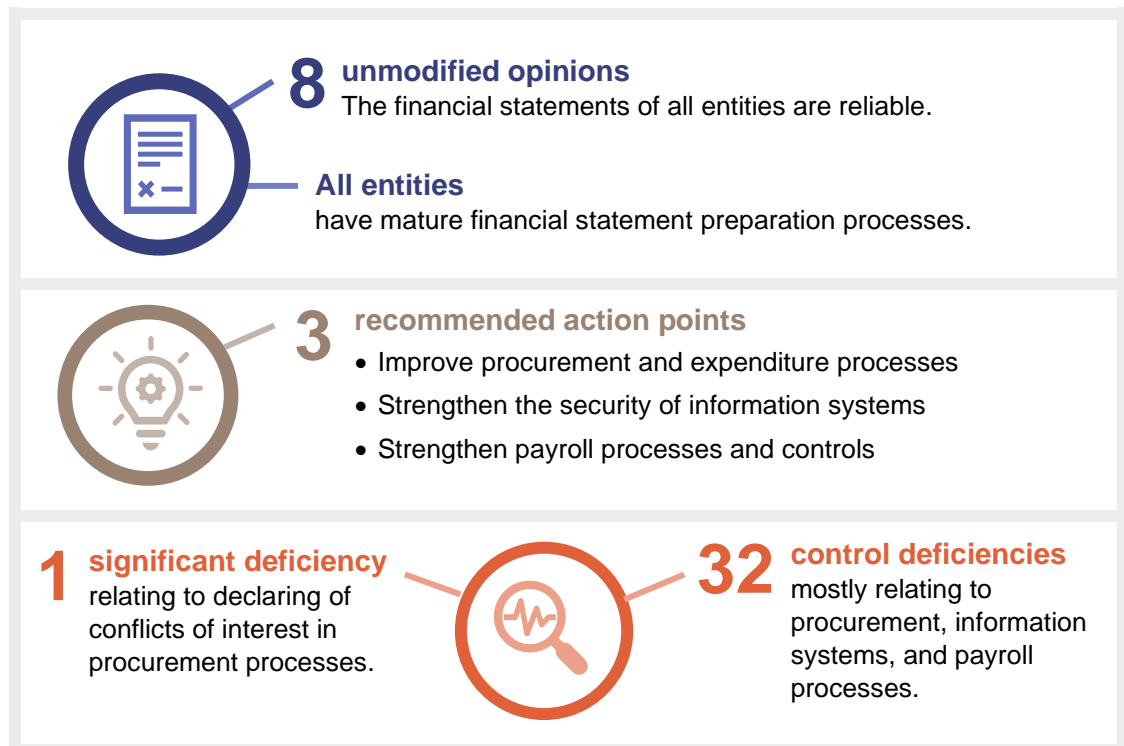 8 unmodified opinions
The financial statements of all entities are reliable.
All entities
have mature financial statement preparation processes.
3 recommended action points
• Improve procurement and expenditure processes
• Strengthen the security of information systems
• Strengthen payroll processes and controls
1 significant deficiency
relating to declaring of
conflicts of interest in
procurement processes.
32 control deficiencies
mostly relating to
procurement, information
systems, and payroll
processes.